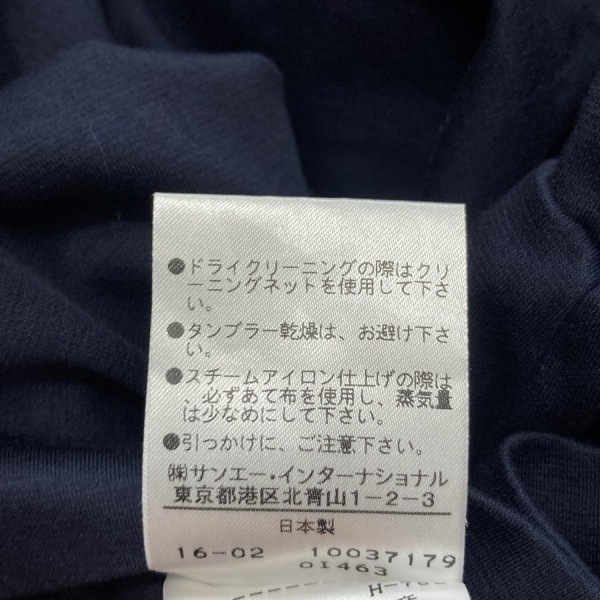 ●ドライクリーニングの際はクリ
ーニングネットを使用して下さ
い。
●タンブラー乾燥は、お避け下さ
い。
●スチームアイロン仕上げの際は
、必ずあて布を使用し、蒸気量
は少なめにして下さい。
●引っかけに、ご注意下さい。
㈱サンエー・インターナショナル
東京都港区北青山1-2-3
日本製
16-02 10037179
01463